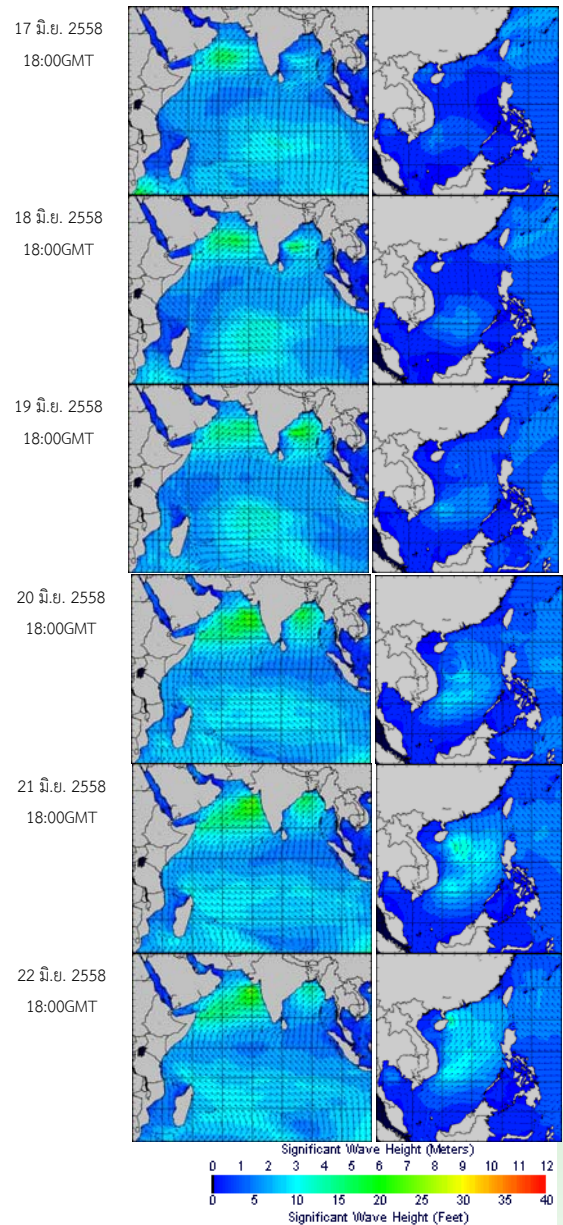 17 มิ.ย. 2558
18:00GMT
18 มิ.ย. 2558
18:00GMT
19 มิ.ย. 2558
18:00GMT
20 มิ.ย. 2558
18:00GMT
21 มิ.ย. 2558
18:00GMT
22 มิ.ย. 2558
18:00GMT
Significant Wave Height (Meters)
0 1 2 3 4 5 6 7 8 9 10 11 12
0 5 10 15 20 25 30 35 40
Significant Wave Height (Feet)